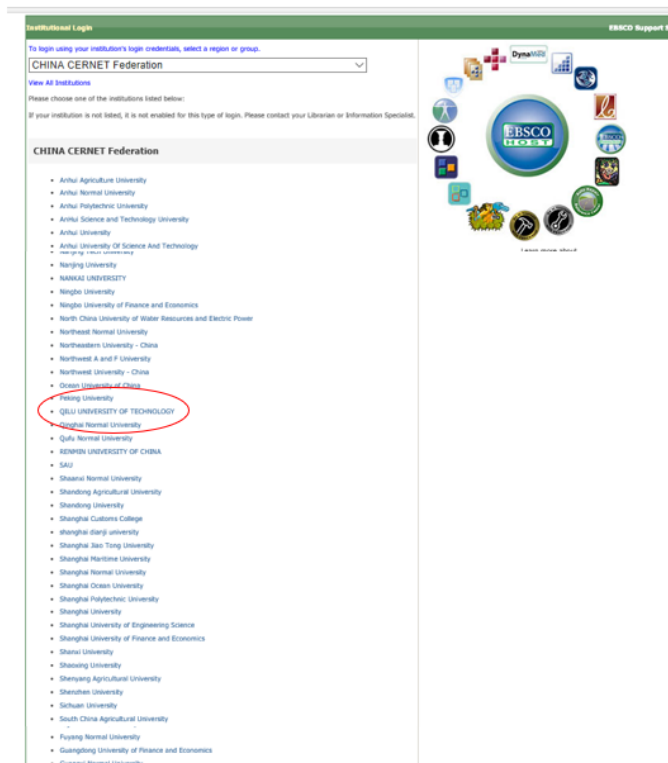 Institutional Login
EBSCO Support S
To login using your institution's login credentials, select a region or group.
CHINA CERNET Federation
View All Institutions
Please choose one of the institutions listed below:
If your institution is not listed, it is not enabled for this type of login. Please contact your Librarian or Information Specialist.
CHINA CERNET Federation
Anhui Agriculture University
Anhui Normal University
Anhui Polytechnic University
AnHui Science and Technology University
Anhui University
Anhui University Of Science And Technology
Nanjing Tech University
Nanjing University
NANKAI UNIVERSITY
Ningbo University
Ningbo University of Finance and Economics
North China University of Water Resources and Electric Power
Northeast Normal University
Northeastern University - China
Northwest A and F University
Northwest University - China
Ocean University of China
Peking University
QILU UNIVERSITY OF TECHNOLOGY
Qinghai Normal University
Qufu Normal University
RENMIN UNIVERSITY OF CHINA
SAU
Shaanxi Normal University
Shandong Agricultural University
Shandong University
Shanghai Customs College
shanghai dianji university
Shanghai Jiao Tong University
Shanghai Maritime University
Shanghai Normal University
Shanghai Ocean University
Shanghai Polytechnic University
Shanghai University
Shanghai University of Engineering Science
Shanghai University of Finance and Economics
Shanxi University
Shaoxing University
Shenyang Agricultural University
Shenzhen University
Sichuan University
South China Agricultural University
Fuyang Normal University
Guangdong University of Finance and Economics
Guangxi Normal University
DynaMed
EBSCO
HOST
EBSCO
Learn more about